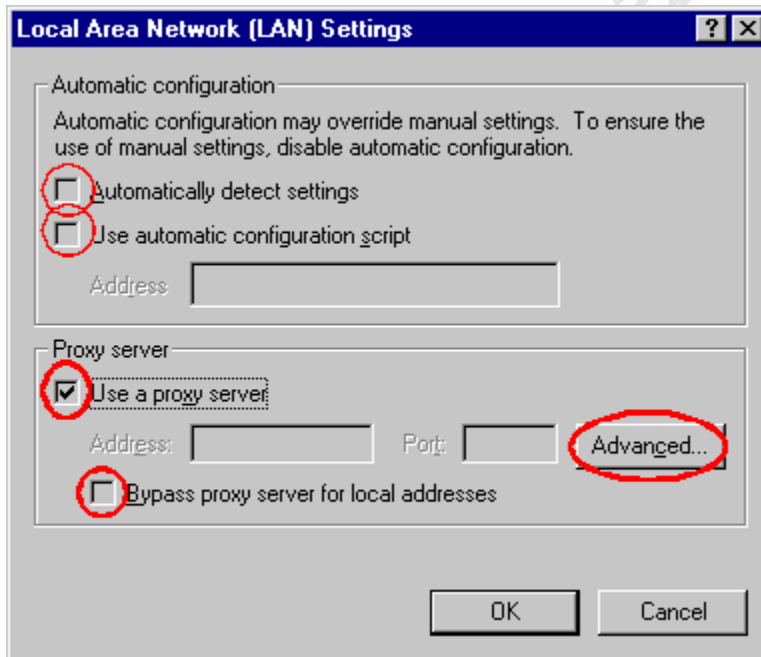 Local Area Network (LAN) Settings
Automatic configuration
Automatic configuration may override manual settings. To ensure the
use of manual settings, disable automatic configuration.
Automatically detect settings
Use automatic configuration script
Address
Proxy server
Use a proxy server
Address: Port: Advanced...
Bypass proxy server for local addresses
OK Cancel